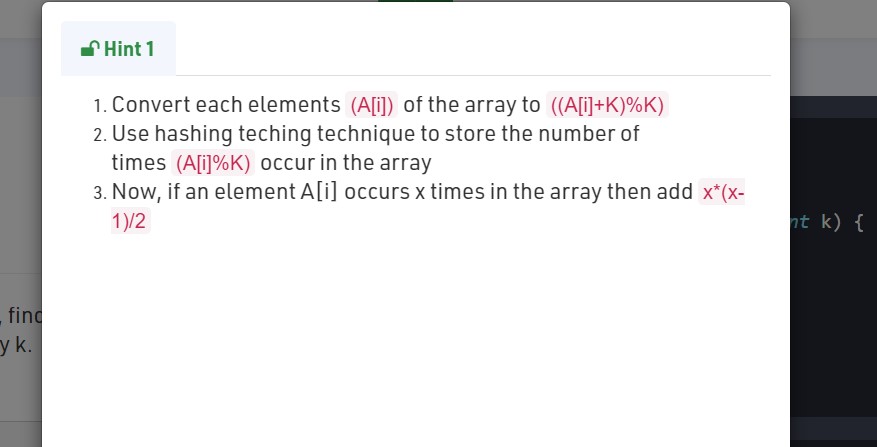 Hint 1
1. Convert each elements (A[i]) of the array to ((A[i]+K)%K)
2. Use hashing teching technique to store the number of
times (A[i]%K) occur in the array
3. Now, if an element A[i] occurs x times in the array then add x*(x-
1)/2
nt k) {
, find
y k.